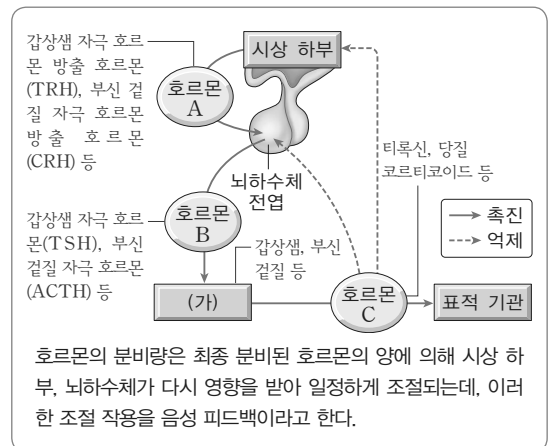 갑상샘 자극 호르
몬 방출 호르몬
(TRH), 부신 겉
질 자극 호르몬
방출 호르몬
(CRH) 등
시상 하부
호르몬
A
뇌하수체
전엽
티록신, 당질
코르티코이드 등
촉진
억제
갑상샘 자극 호르
몬(TSH), 부신
겉질 자극 호르몬
(ACTH) 등
호르몬
B
갑상샘, 부신
겉질 등
(가)
호르몬
C
표적 기관
호르몬의 분비량은 최종 분비된 호르몬의 양에 의해 시상 하
부, 뇌하수체가 다시 영향을 받아 일정하게 조절되는데, 이러
한 조절 작용을 음성 피드백이라고 한다.